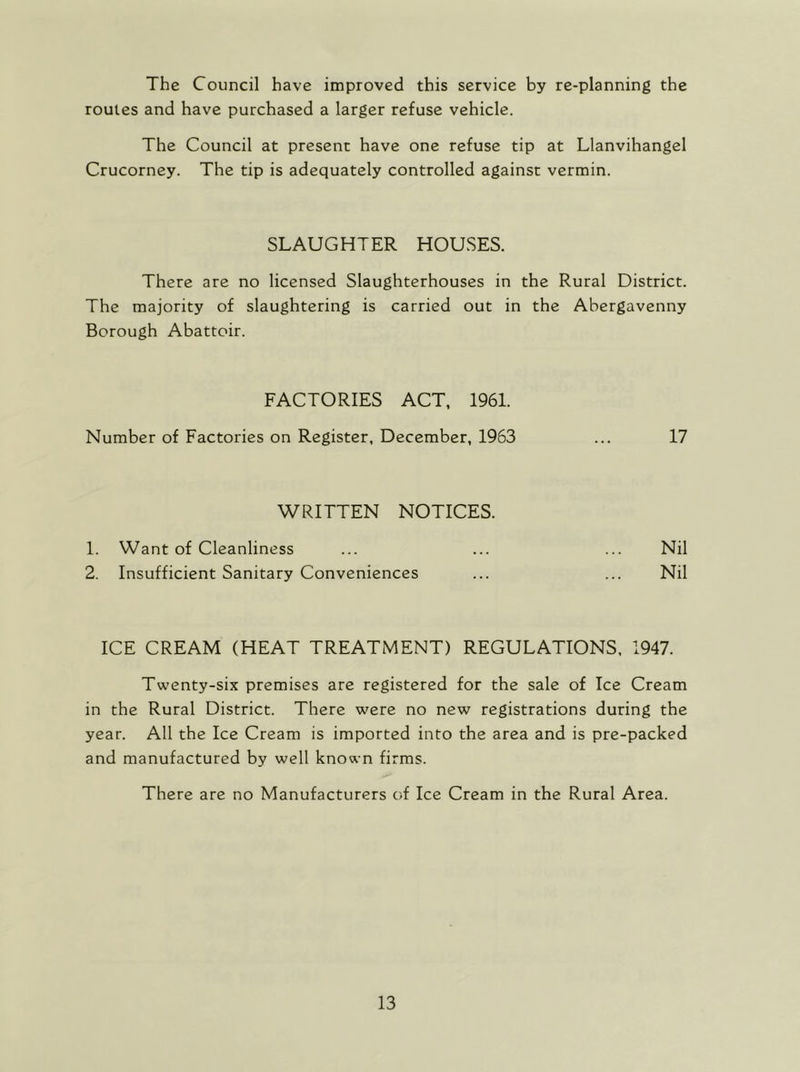 The Council have improved this service by re-planning the
routes and have purchased a larger refuse vehicle.
The Council at present have one refuse tip at Llanvihangel
Crucorney. The tip is adequately controlled against vermin.
SLAUGHTER HOUSES.
There are no licensed Slaughterhouses in the Rural District.
The majority of slaughtering is carried out in the Abergavenny
Borough Abattoir.
FACTORIES ACT, 1961.
Number of Factories on Register, December, 1963 ... 17
WRITTEN NOTICES.
1. Want of Cleanliness ... ... ... Nil
2. Insufficient Sanitary Conveniences ... ... Nil
ICE CREAM (HEAT TREATMENT) REGULATIONS, 1947.
Twenty-six premises are registered for the sale of Ice Cream
in the Rural District. There were no new registrations during the
year. All the Ice Cream is imported into the area and is pre-packed
and manufactured by well known firms.
There are no Manufacturers of Ice Cream in the Rural Area.
13